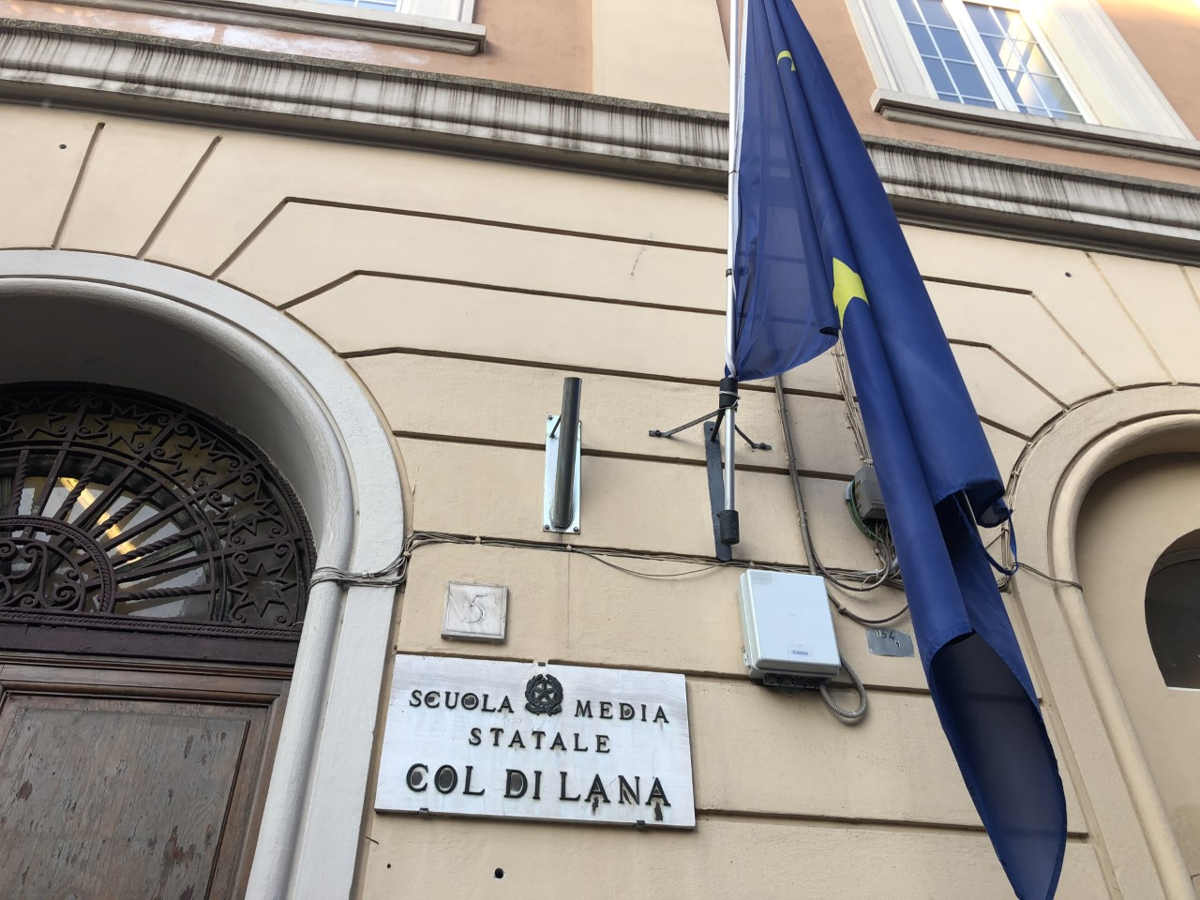 5
SCUOLA MEDIA
STATALE
COL DI LANA